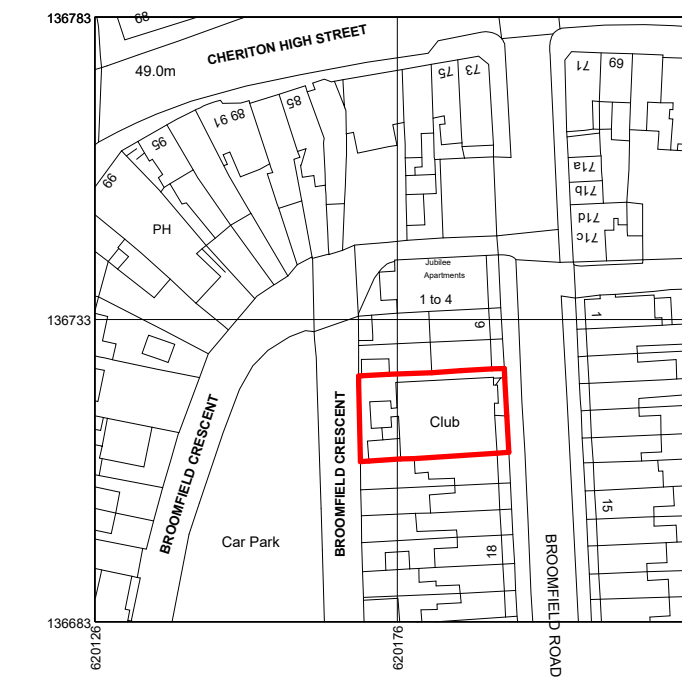 136783
68
CHERITON HIGH STREET
49.0m
75
73
71
69
85
89 91
95
99
71a
71b
71d
71c
PH
Jubilee
Apartments
1 to 4
136733
6
1
BROOMFIELD CRESCENT
BROOMFIELD CRESCENT
Club
15
Car Park
18
BROOMFIELD ROAD
136683
620126
620176